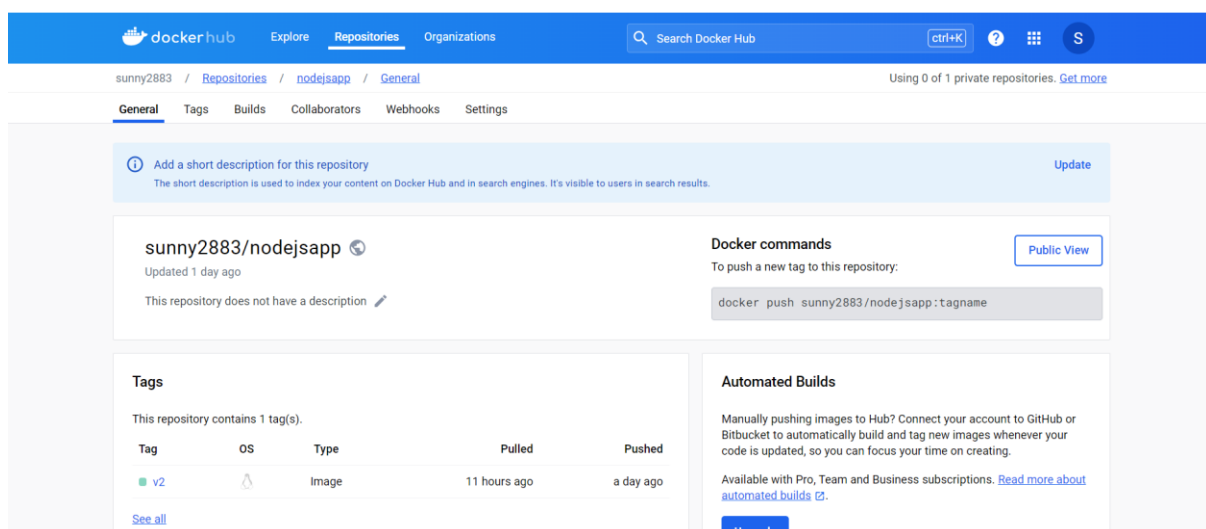 dockerhub Explore Repositories Organizations Search Docker Hub ctrl+K ? S
sunny2883 / Repositories / nodejsapp / General Using 0 of 1 private repositories. Get more
General Tags Builds Collaborators Webhooks Settings
Add a short description for this repository Update
The short description is used to index your content on Docker Hub and in search engines. It's visible to users in search results.
sunny2883/nodejsapp
Updated 1 day ago
This repository does not have a description
Docker commands Public View
To push a new tag to this repository:
docker push sunny2883/nodejsapp:tagname
Tags
This repository contains 1 tag(s).
Tag OS Type Pulled Pushed
v2 Image 11 hours ago a day ago
See all
Automated Builds
Manually pushing images to Hub? Connect your account to GitHub or
Bitbucket to automatically build and tag new images whenever your
code is updated, so you can focus your time on creating.
Available with Pro, Team and Business subscriptions. Read more about
automated builds.